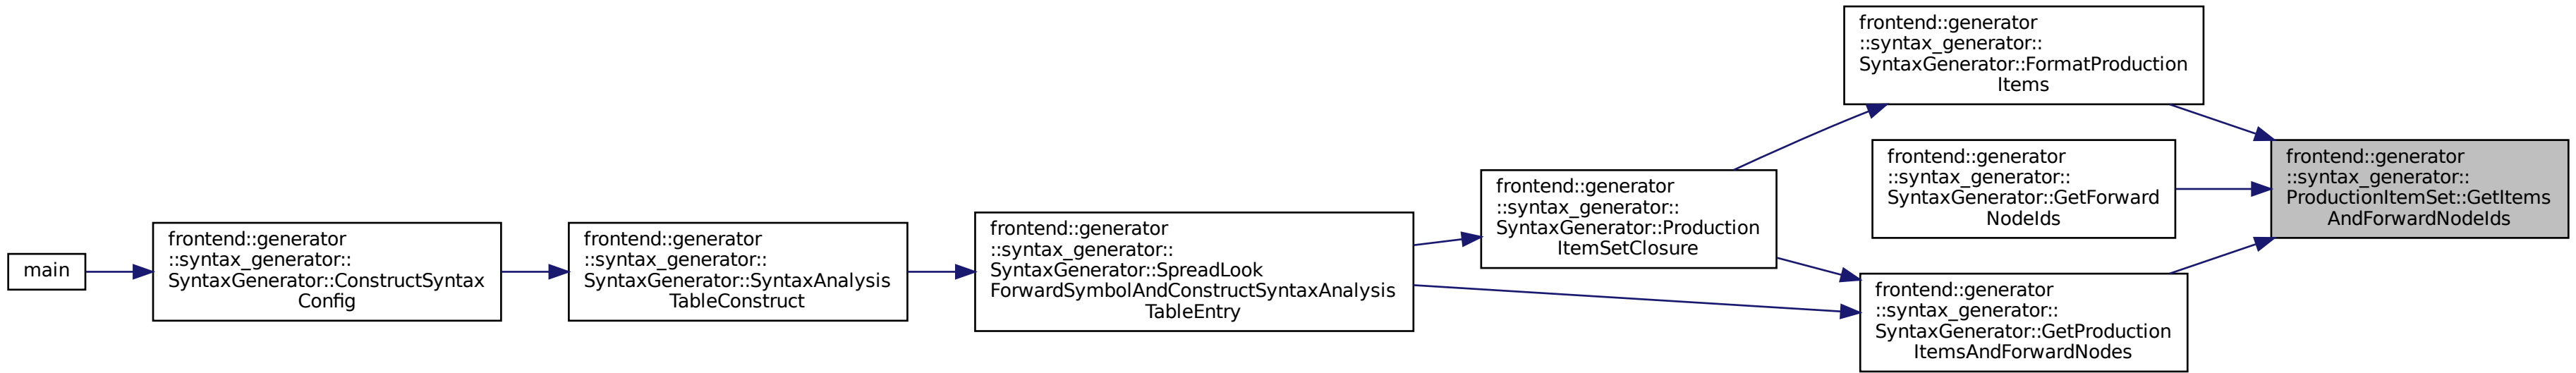 main
frontend::generator
::syntax_generator::
SyntaxGenerator::ConstructSyntax
Config
frontend::generator
::syntax_generator::
SyntaxGenerator::SyntaxAnalysis
TableConstruct
frontend::generator
::syntax_generator::
SyntaxGenerator::SpreadLook
ForwardSymbolAndConstructSyntaxAnalysis
TableEntry
frontend::generator
::syntax_generator::
SyntaxGenerator::Production
ItemSetClosure
frontend::generator
::syntax_generator::
SyntaxGenerator::FormatProduction
Items
frontend::generator
::syntax_generator::
SyntaxGenerator::GetForward
NodeIds
frontend::generator
::syntax_generator::
SyntaxGenerator::GetProduction
ItemsAndForwardNodes
frontend::generator
::syntax_generator::
ProductionItemSet::GetItems
AndForwardNodeIds